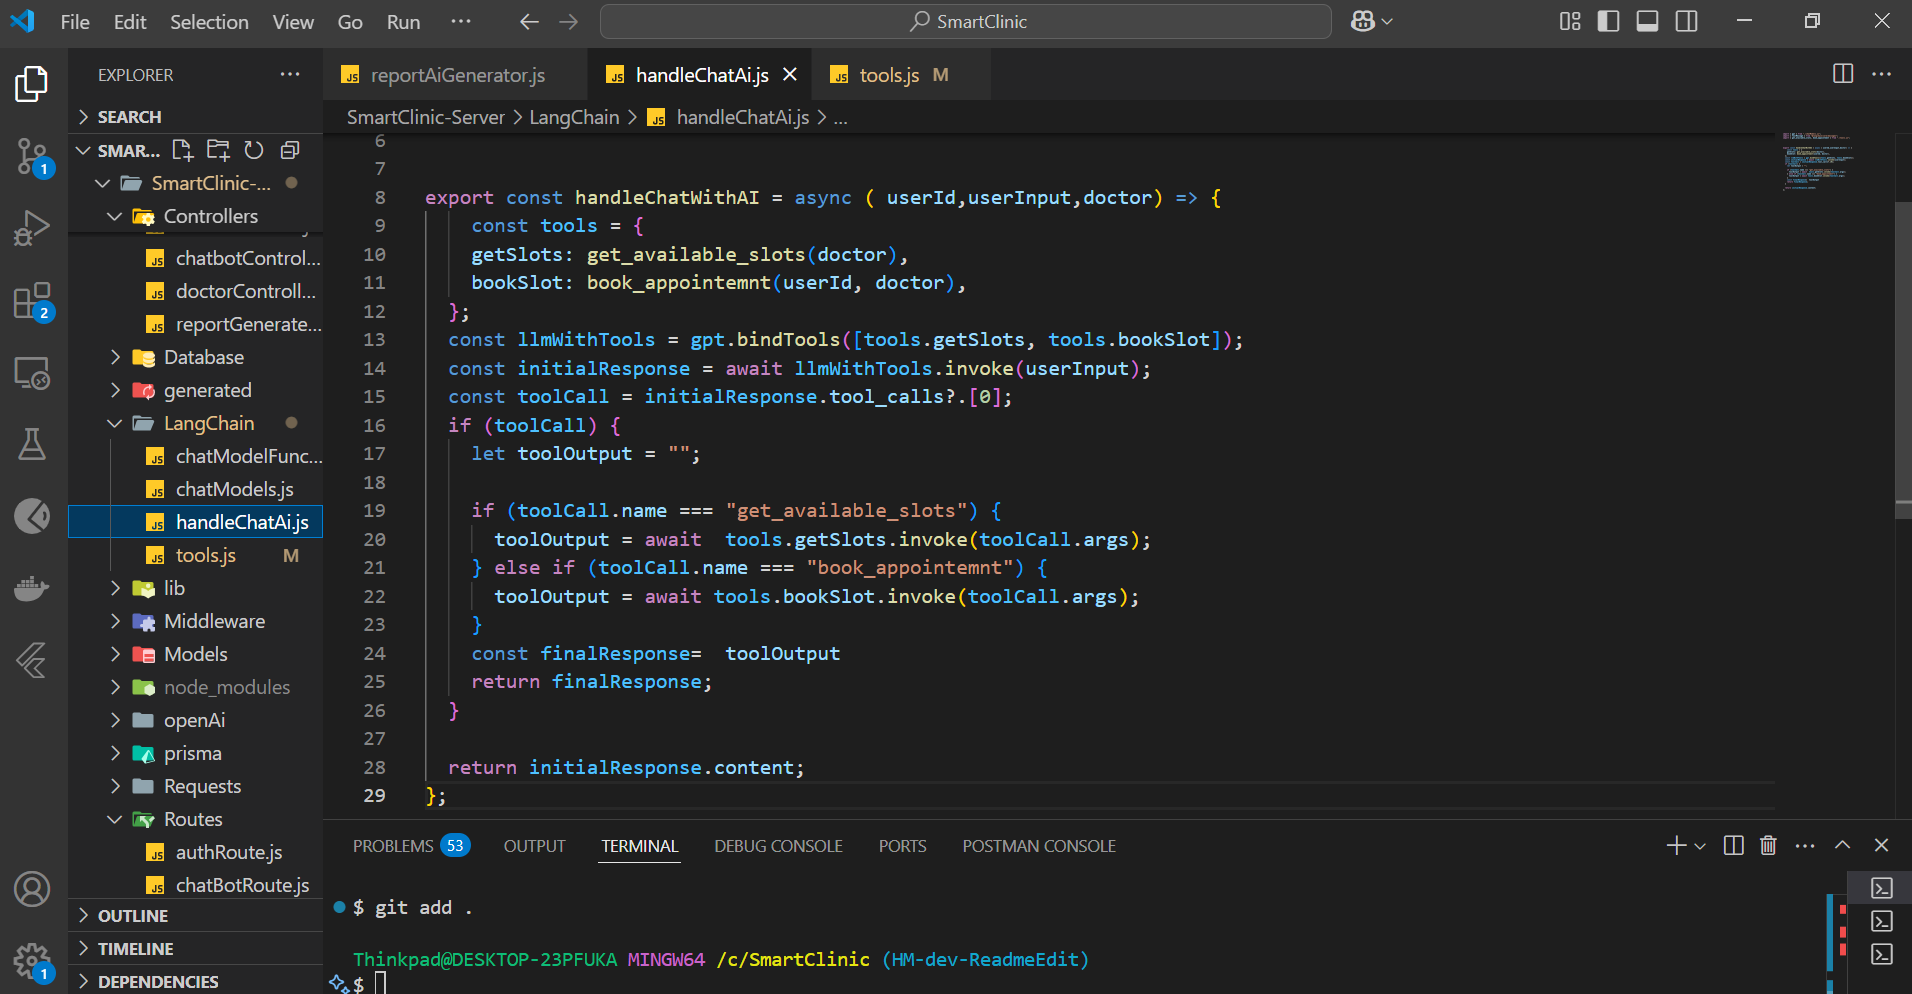 File Edit Selection View Go Run ···
SmartClinic
EXPLORER
SEARCH
SMAR...
SmartClinic-...
Controllers
chatbotControl...
doctorControll...
reportGenerate...
Database
generated
LangChain
chatModelFunc...
chatModels.js
handleChatAi.js
tools.js M
lib
Middleware
Models
node_modules
openAi
prisma
Requests
Routes
authRoute.js
chatBotRoute.js
OUTLINE
TIMELINE
DEPENDENCIES
1
2
1
reportAiGenerator.js handleChatAi.js tools.js M
SmartClinic-Server > LangChain > handleChatAi.js > ...
6
7
8 export const handleChatWithAI = async ( userId,userInput,doctor) => {
9 const tools = {
10 getSlots: get_available_slots(doctor),
11 bookSlot: book_appointemnt(userId, doctor),
12 };
13 const llmWithTools = gpt.bindTools([tools.getSlots, tools.bookSlot]);
14 const initialResponse = await llmWithTools.invoke(userInput);
15 const toolCall = initialResponse.tool_calls?.[0];
16 if (toolCall) {
17 let toolOutput = "";
18
19 if (toolCall.name === "get_available_slots") {
20 toolOutput = await  tools.getSlots.invoke(toolCall.args);
21 } else if (toolCall.name === "book_appointemnt") {
22 toolOutput = await tools.bookSlot.invoke(toolCall.args);
23 }
24 const finalResponse=  toolOutput
25 return finalResponse;
26 }
27
28 return initialResponse.content;
29 };
PROBLEMS 53 OUTPUT TERMINAL DEBUG CONSOLE PORTS POSTMAN CONSOLE
$ git add .
Thinkpad@DESKTOP-23PFUKA MINGW64 /c/SmartClinic (HM-dev-ReadmeEdit)
$